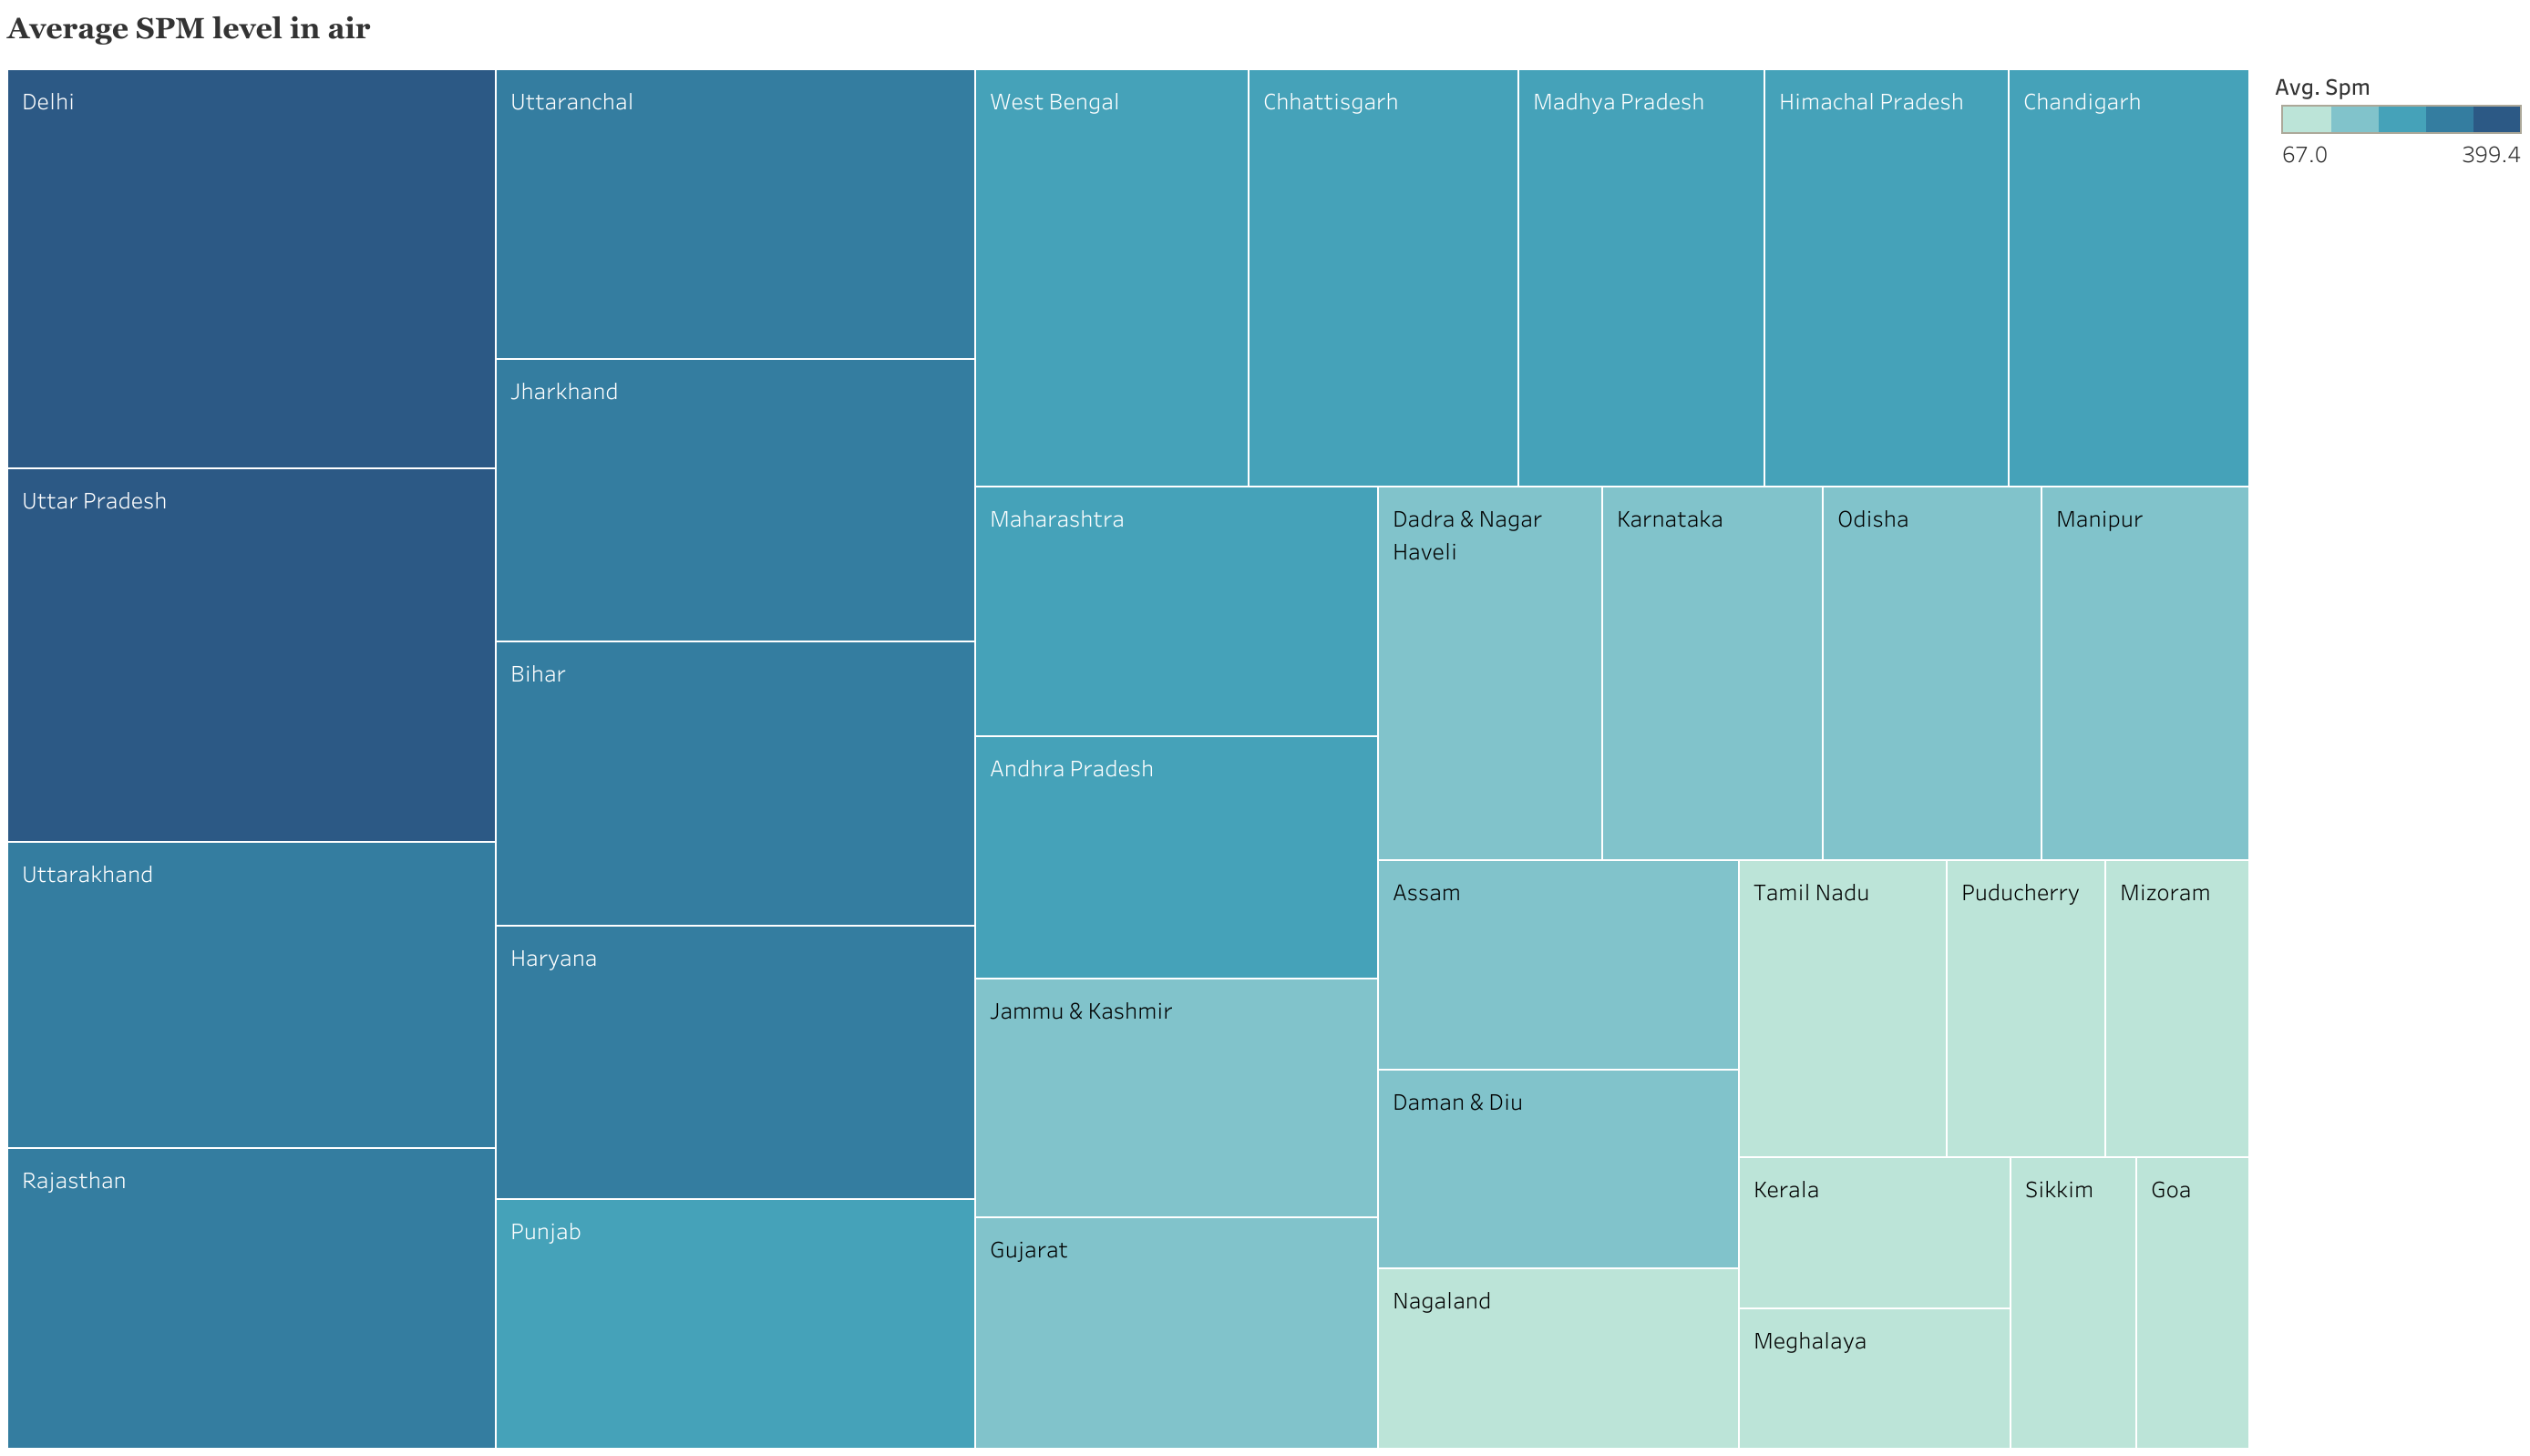 Average SPM level in air
Delhi
Uttar Pradesh
Uttarakhand
Rajasthan
Uttaranchal
Jharkhand
Bihar
Haryana
Punjab
West Bengal
Chhattisgarh
Madhya Pradesh
Himachal Pradesh
Chandigarh
Maharashtra
Andhra Pradesh
Jammu & Kashmir
Gujarat
Dadra & Nagar
Haveli
Karnataka
Odisha
Manipur
Assam
Daman & Diu
Nagaland
Tamil Nadu
Puducherry
Mizoram
Kerala
Meghalaya
Sikkim
Goa
Avg. Spm
67.0
399.4